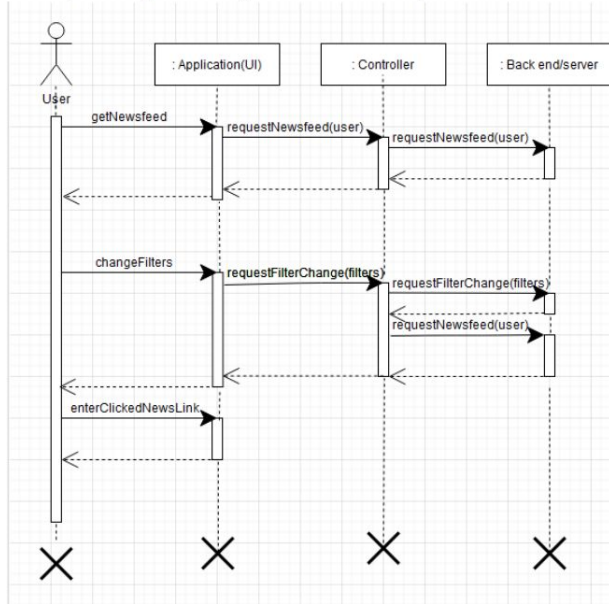 : Application(UI)
: Controller
: Back end/server
User
getNewsfeed
requestNewsfeed(user)
requestNewsfeed(user)
changeFilters
requestFilterChange(filters)
requestFilterChange(filters)
requestNewsfeed(user)
enterClickedNewsLink